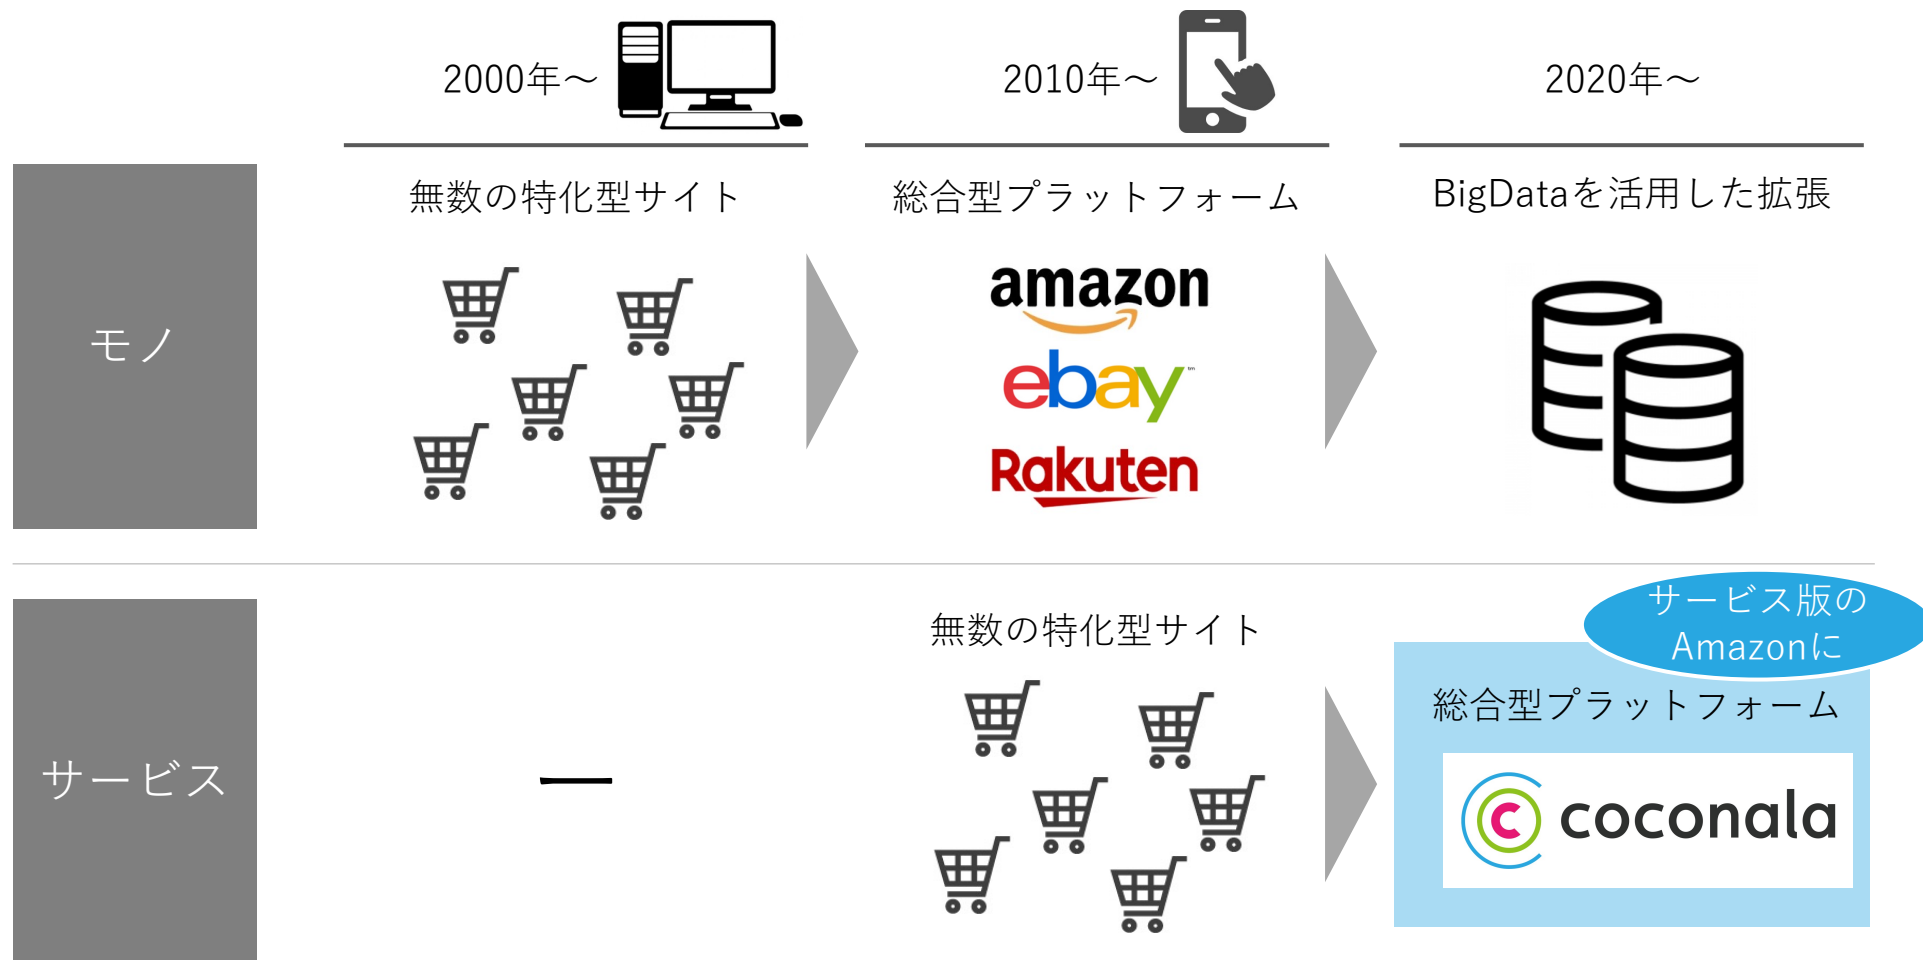 2000年～
2010年～
2020年～
モノ
無数の特化型サイト
総合型プラットフォーム
BigDataを活用した拡張
amazon
ebay™
Rakuten
サービス
ー
無数の特化型サイト
サービス版の
Amazonに
総合型プラットフォーム
coconala